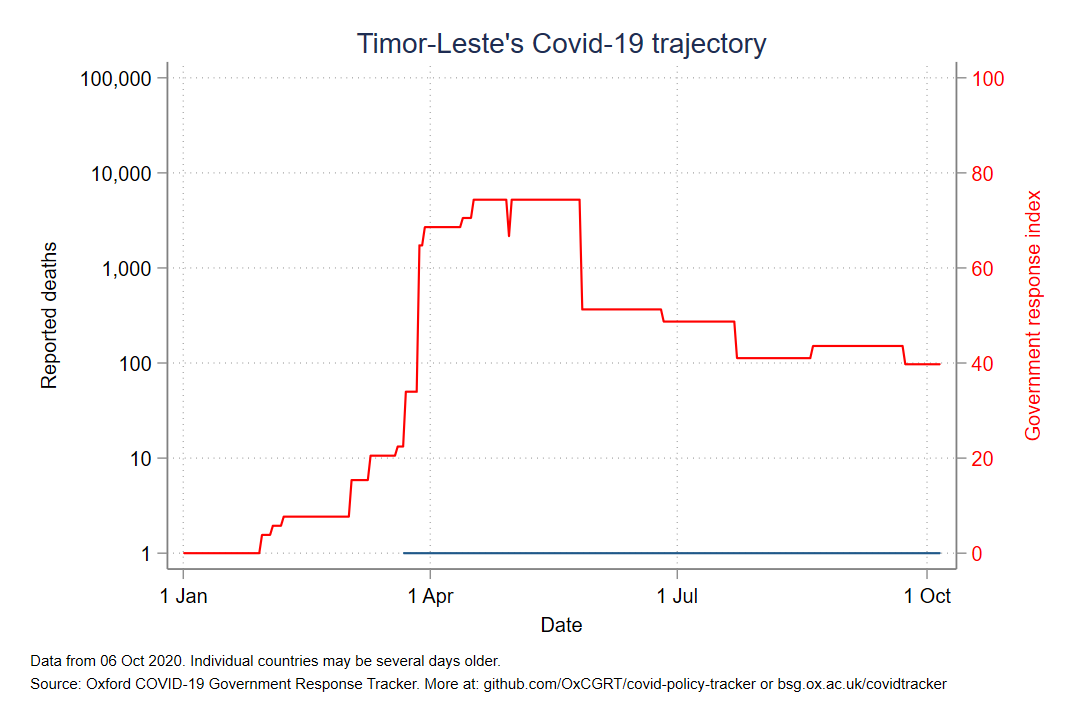 Timor-Leste's Covid-19 trajectory
100,000
10,000
1,000
100
10
1
Reported deaths
100
80
60
40
20
0
Government response index
1 Jan
1 Apr
1 Jul
1 Oct
Date
Data from 06 Oct 2020. Individual countries may be several days older.
Source: Oxford COVID-19 Government Response Tracker. More at: github.com/OxCGRT/covid-policy-tracker or bsg.ox.ac.uk/covidtracker